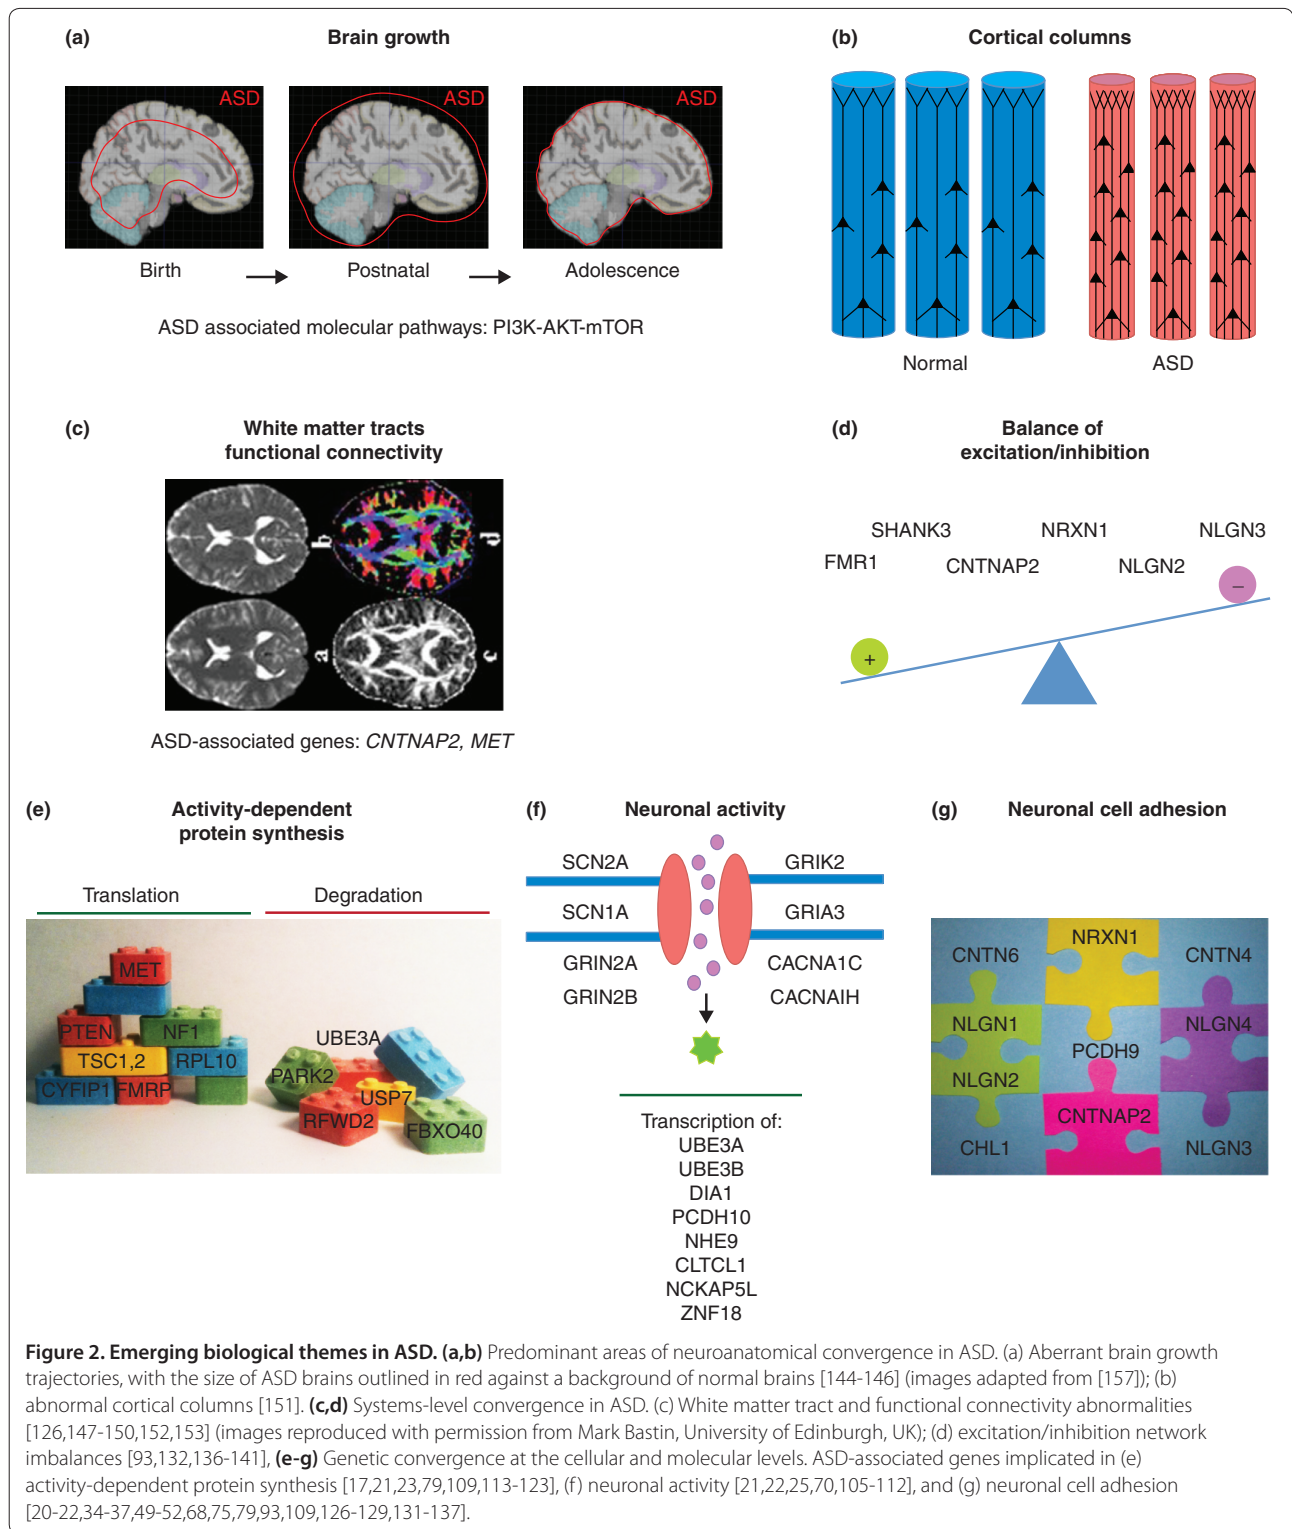 (a)
Brain growth
ASD
ASD
ASD
Birth
Postnatal
Adolescence
ASD associated molecular pathways: PI3K-AKT-mTOR
(b)
Cortical columns
Normal
ASD
(c)
White matter tracts
functional connectivity
b
d
a
c
ASD-associated genes: CNTNAP2, MET
(d)
Balance of
excitation/inhibition
SHANK3
NRXN1
NLGN3
FMR1
CNTNAP2
NLGN2
−
+
(e)
Activity-dependent
protein synthesis
Translation
Degradation
MET
PTEN
NF1
TSC1,2
RPL10
CYFIP1
FMRP
UBE3A
PARK2
USP7
RFWD2
FBXO40
(f)
Neuronal activity
SCN2A
GRIK2
SCN1A
GRIA3
GRIN2A
CACNA1C
GRIN2B
CACNAIH
Transcription of:
UBE3A
UBE3B
DIA1
PCDH10
NHE9
CLTCL1
NCKAP5L
ZNF18
(g)
Neuronal cell adhesion
NRXN1
CNTN6
CNTN4
NLGN1
NLGN4
PCDH9
NLGN2
CNTNAP2
CHL1
NLGN3
Figure 2. Emerging biological themes in ASD. (a,b) Predominant areas of neuroanatomical convergence in ASD. (a) Aberrant brain growth
trajectories, with the size of ASD brains outlined in red against a background of normal brains [144-146] (images adapted from [157]); (b)
abnormal cortical columns [151]. (c,d) Systems-level convergence in ASD. (c) White matter tract and functional connectivity abnormalities
[126,147-150,152,153] (images reproduced with permission from Mark Bastin, University of Edinburgh, UK); (d) excitation/inhibition network
imbalances [93,132,136-141], (e-g) Genetic convergence at the cellular and molecular levels. ASD-associated genes implicated in (e)
activity-dependent protein synthesis [17,21,23,79,109,113-123], (f) neuronal activity [21,22,25,70,105-112], and (g) neuronal cell adhesion
[20-22,34-37,49-52,68,75,79,93,109,126-129,131-137].